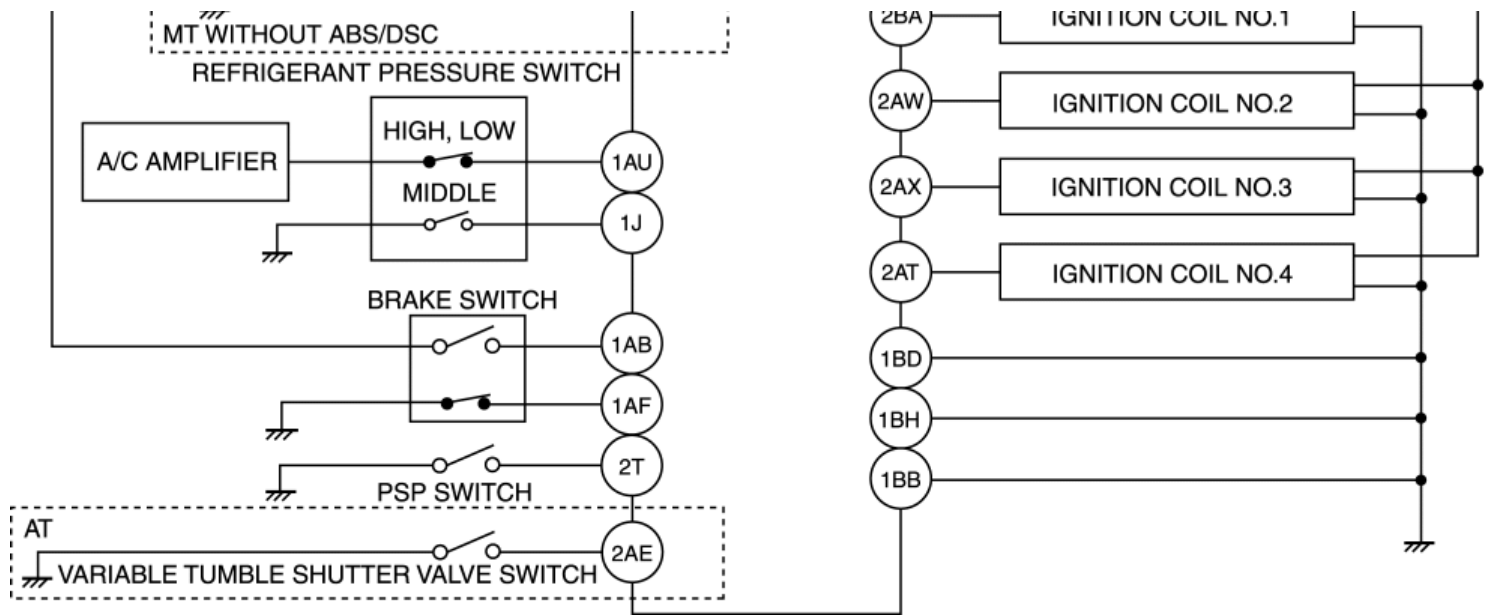 MT WITHOUT ABS/DSC
REFRIGERANT PRESSURE SWITCH
A/C AMPLIFIER
HIGH, LOW
1AU
MIDDLE
1J
BRAKE SWITCH
1AB
1AF
2T
PSP SWITCH
AT
2AE
VARIABLE TUMBLE SHUTTER VALVE SWITCH
2BA
IGNITION COIL NO.1
2AW
IGNITION COIL NO.2
2AX
IGNITION COIL NO.3
2AT
IGNITION COIL NO.4
1BD
1BH
1BB